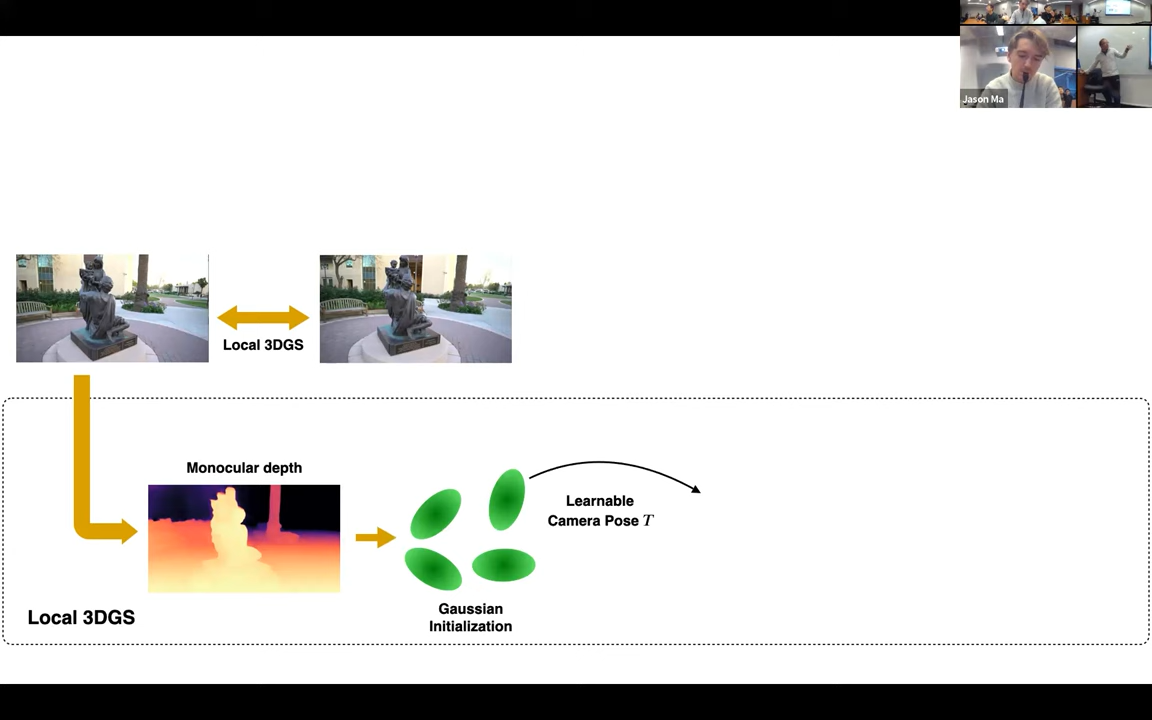 Jason Ma
Local 3DGS
Monocular depth
Learnable
Camera Pose T
Gaussian
Initialization
Local 3DGS